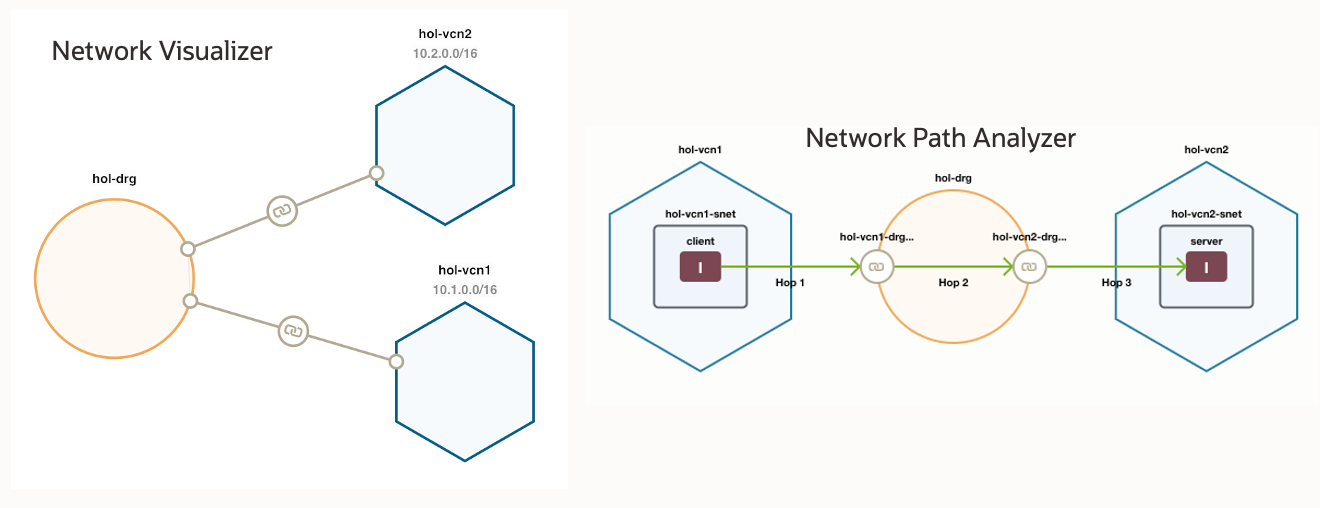 Network Visualizer
hol-vcn2
10.2.0.0/16
hol-drg
hol-vcn1
10.1.0.0/16
Network Path Analyzer
hol-vcn1
hol-drg
hol-vcn2
hol-vcn1-snet
hol-vcn2-snet
client
hol-vcn1-drg...
hol-vcn2-drg...
server
I
I
Hop 1
Hop 2
Hop 3